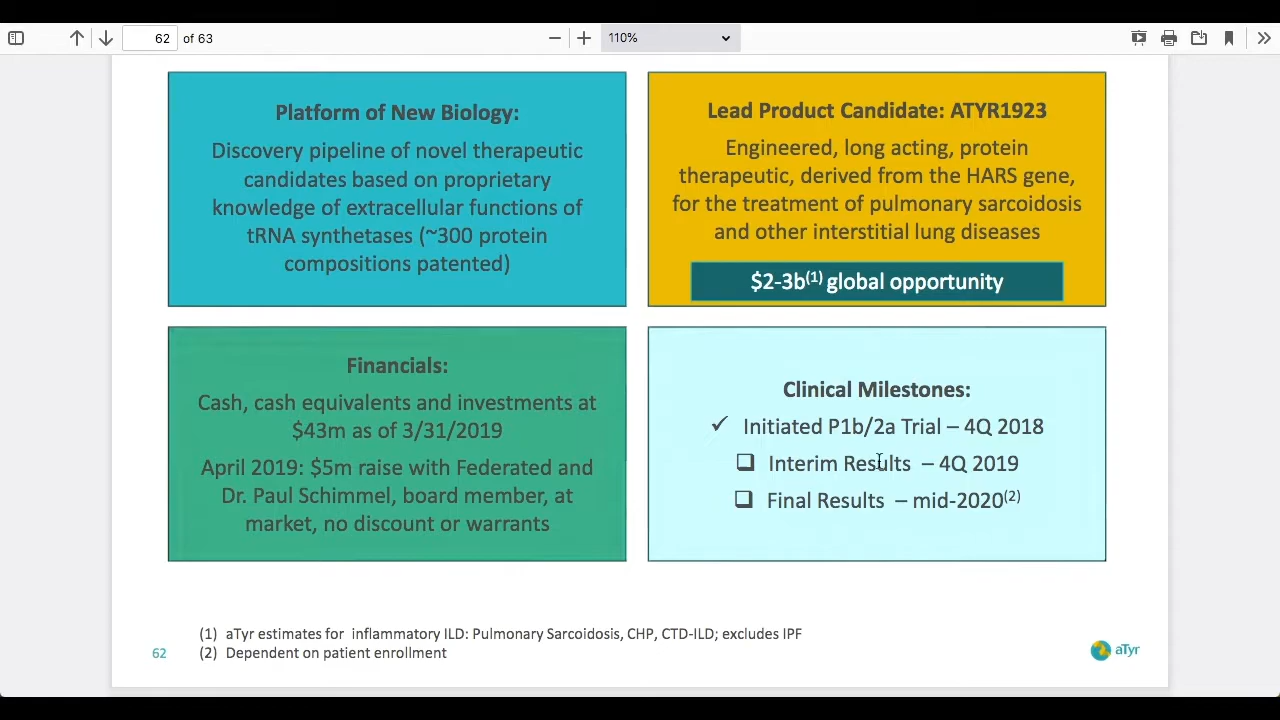 62 of 63
110%
Platform of New Biology:
Discovery pipeline of novel therapeutic
candidates based on proprietary
knowledge of extracellular functions of
tRNA synthetases (~300 protein
compositions patented)
Lead Product Candidate: ATYR1923
Engineered, long acting, protein
therapeutic, derived from the HARS gene,
for the treatment of pulmonary sarcoidosis
and other interstitial lung diseases
$2-3b(1) global opportunity
Financials:
Cash, cash equivalents and investments at
$43m as of 3/31/2019
April 2019: $5m raise with Federated and
Dr. Paul Schimmel, board member, at
market, no discount or warrants
Clinical Milestones:
✓ Initiated P1b/2a Trial – 4Q 2018
❑ Interim Results – 4Q 2019
❑ Final Results – mid-2020(2)
(1) aTyr estimates for inflammatory ILD: Pulmonary Sarcoidosis, CHP, CTD-ILD; excludes IPF
(2) Dependent on patient enrollment
62
aTyr